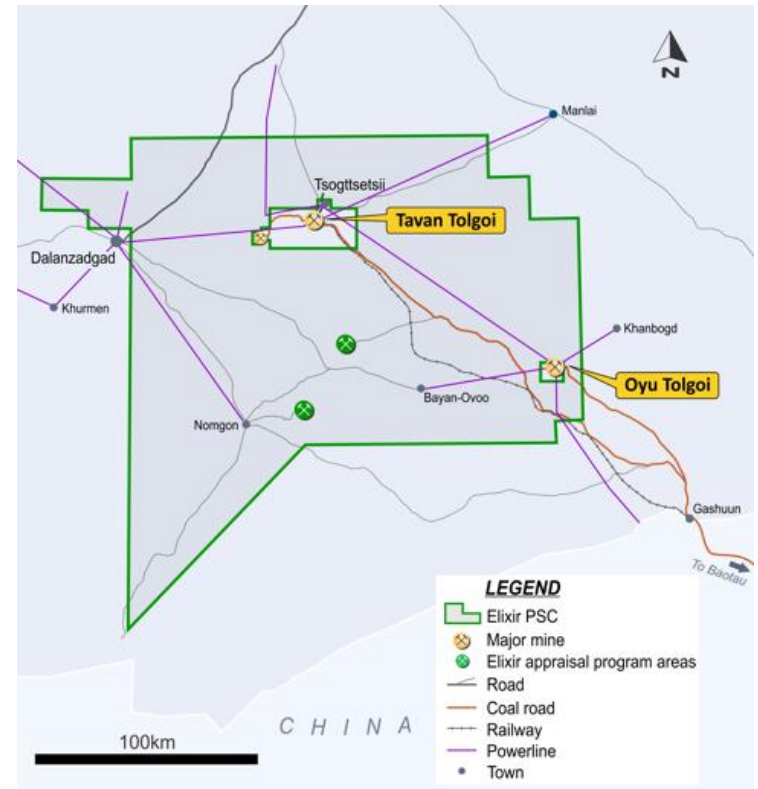 N
Manlai
Tsogttsetsii
Tavan Tolgoi
Dalanzadgad
Khurmen
Khanbogd
Oyu Tolgoi
Bayan-Ovoo
Nomgon
Gashuun
To Baotau
LEGEND
Elixir PSC
Major mine
Elixir appraisal program areas
Road
Coal road
Railway
Powerline
Town
CHINA
100km